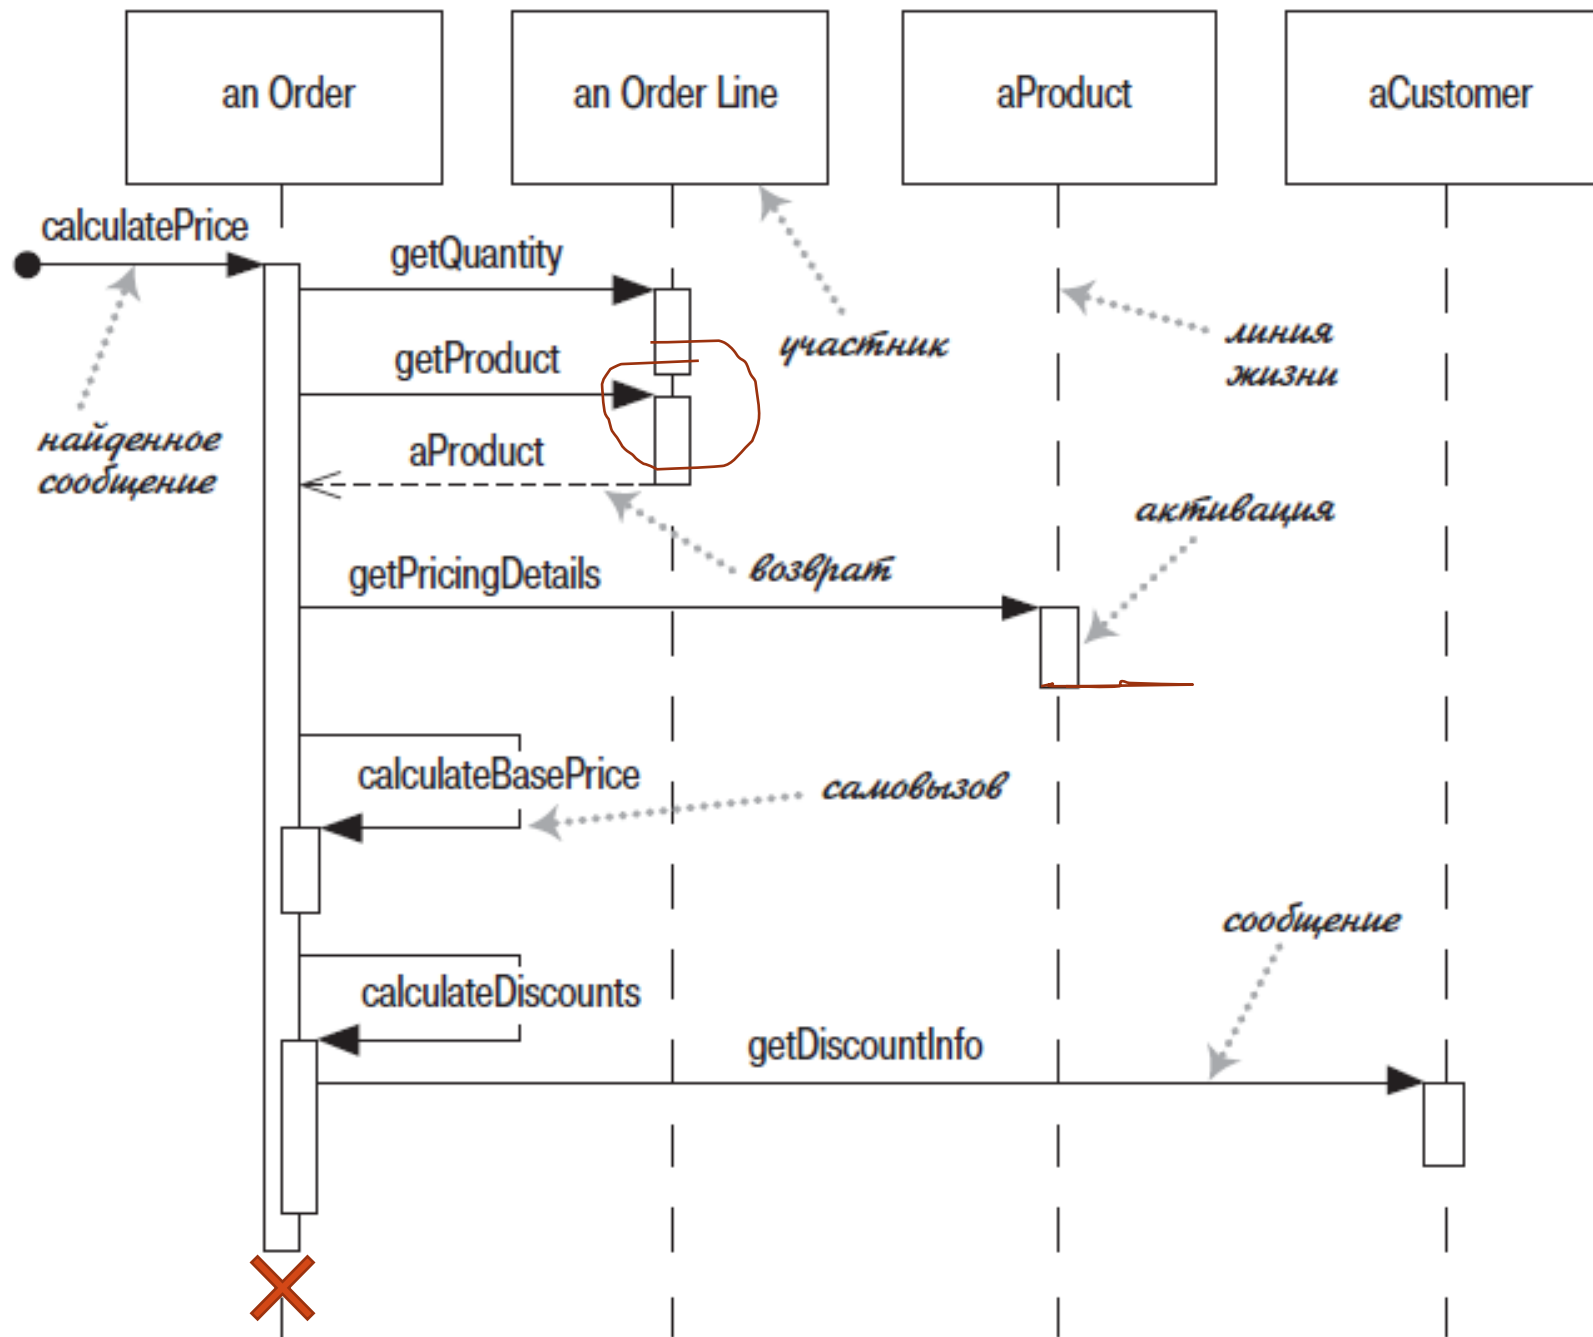 an Order
an Order Line
aProduct
aCustomer
calculatePrice
getQuantity
участник
линия
жизни
getProduct
найденное
сообщение
aProduct
активация
возврат
getPricingDetails
calculateBasePrice
самовызов
сообщение
calculateDiscounts
getDiscountInfo